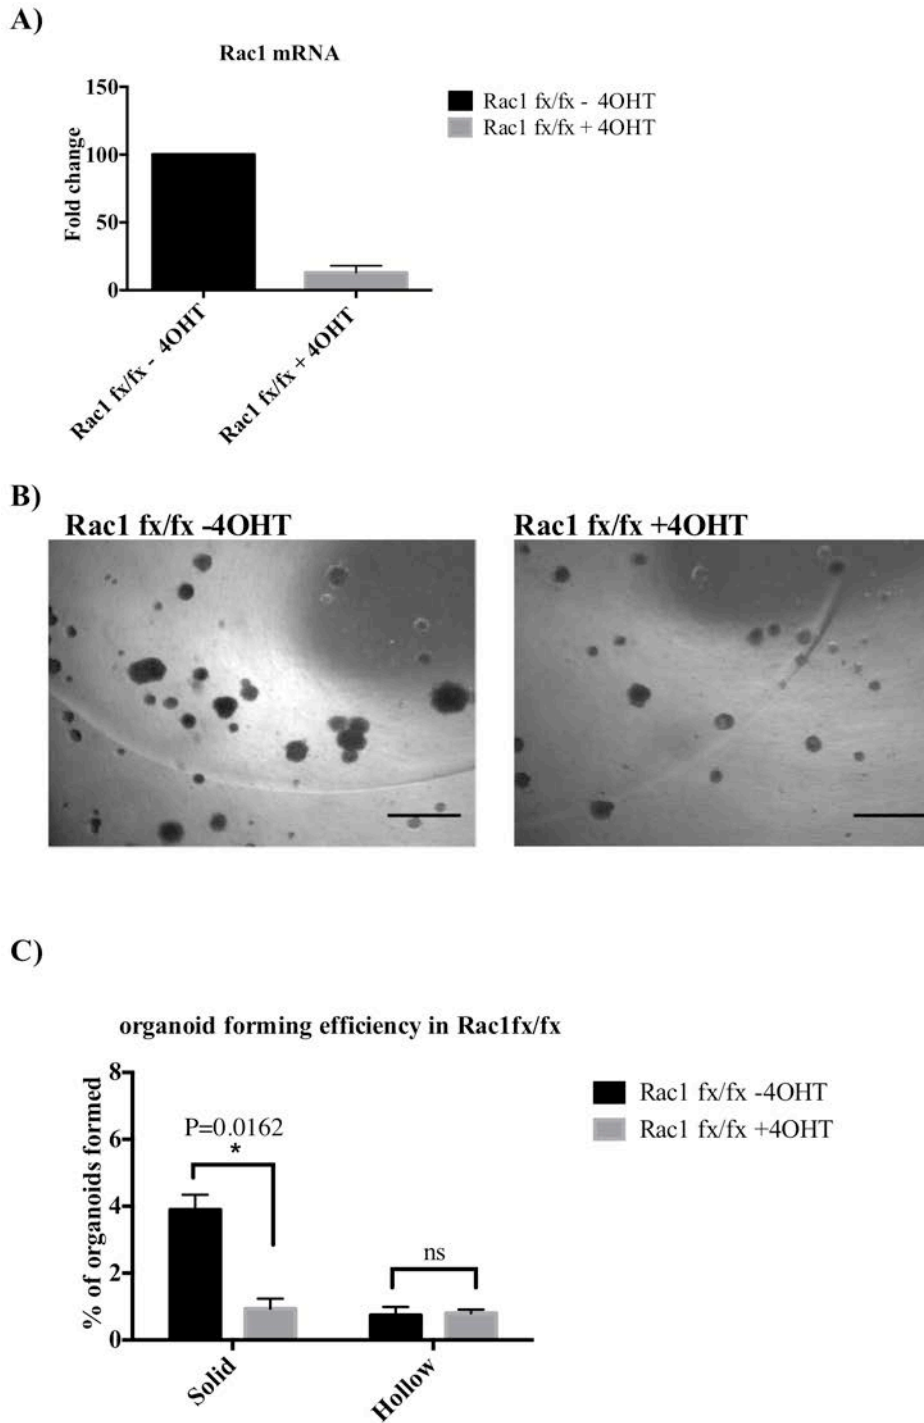 A)
Rac1 mRNA
150
100
50
0
Fold change
Rac1 fx/fx - 4OHT
Rac1 fx/fx + 4OHT
Rac1 fx/fx - 4OHT
Rac1 fx/fx + 4OHT
B)
Rac1 fx/fx -4OHT
Rac1 fx/fx +4OHT
C)
organoid forming efficiency in Rac1fx/fx
8
6
4
2
0
% of organoids formed
P=0.0162
*
ns
Solid
Hollow
Rac1 fx/fx -4OHT
Rac1 fx/fx +4OHT